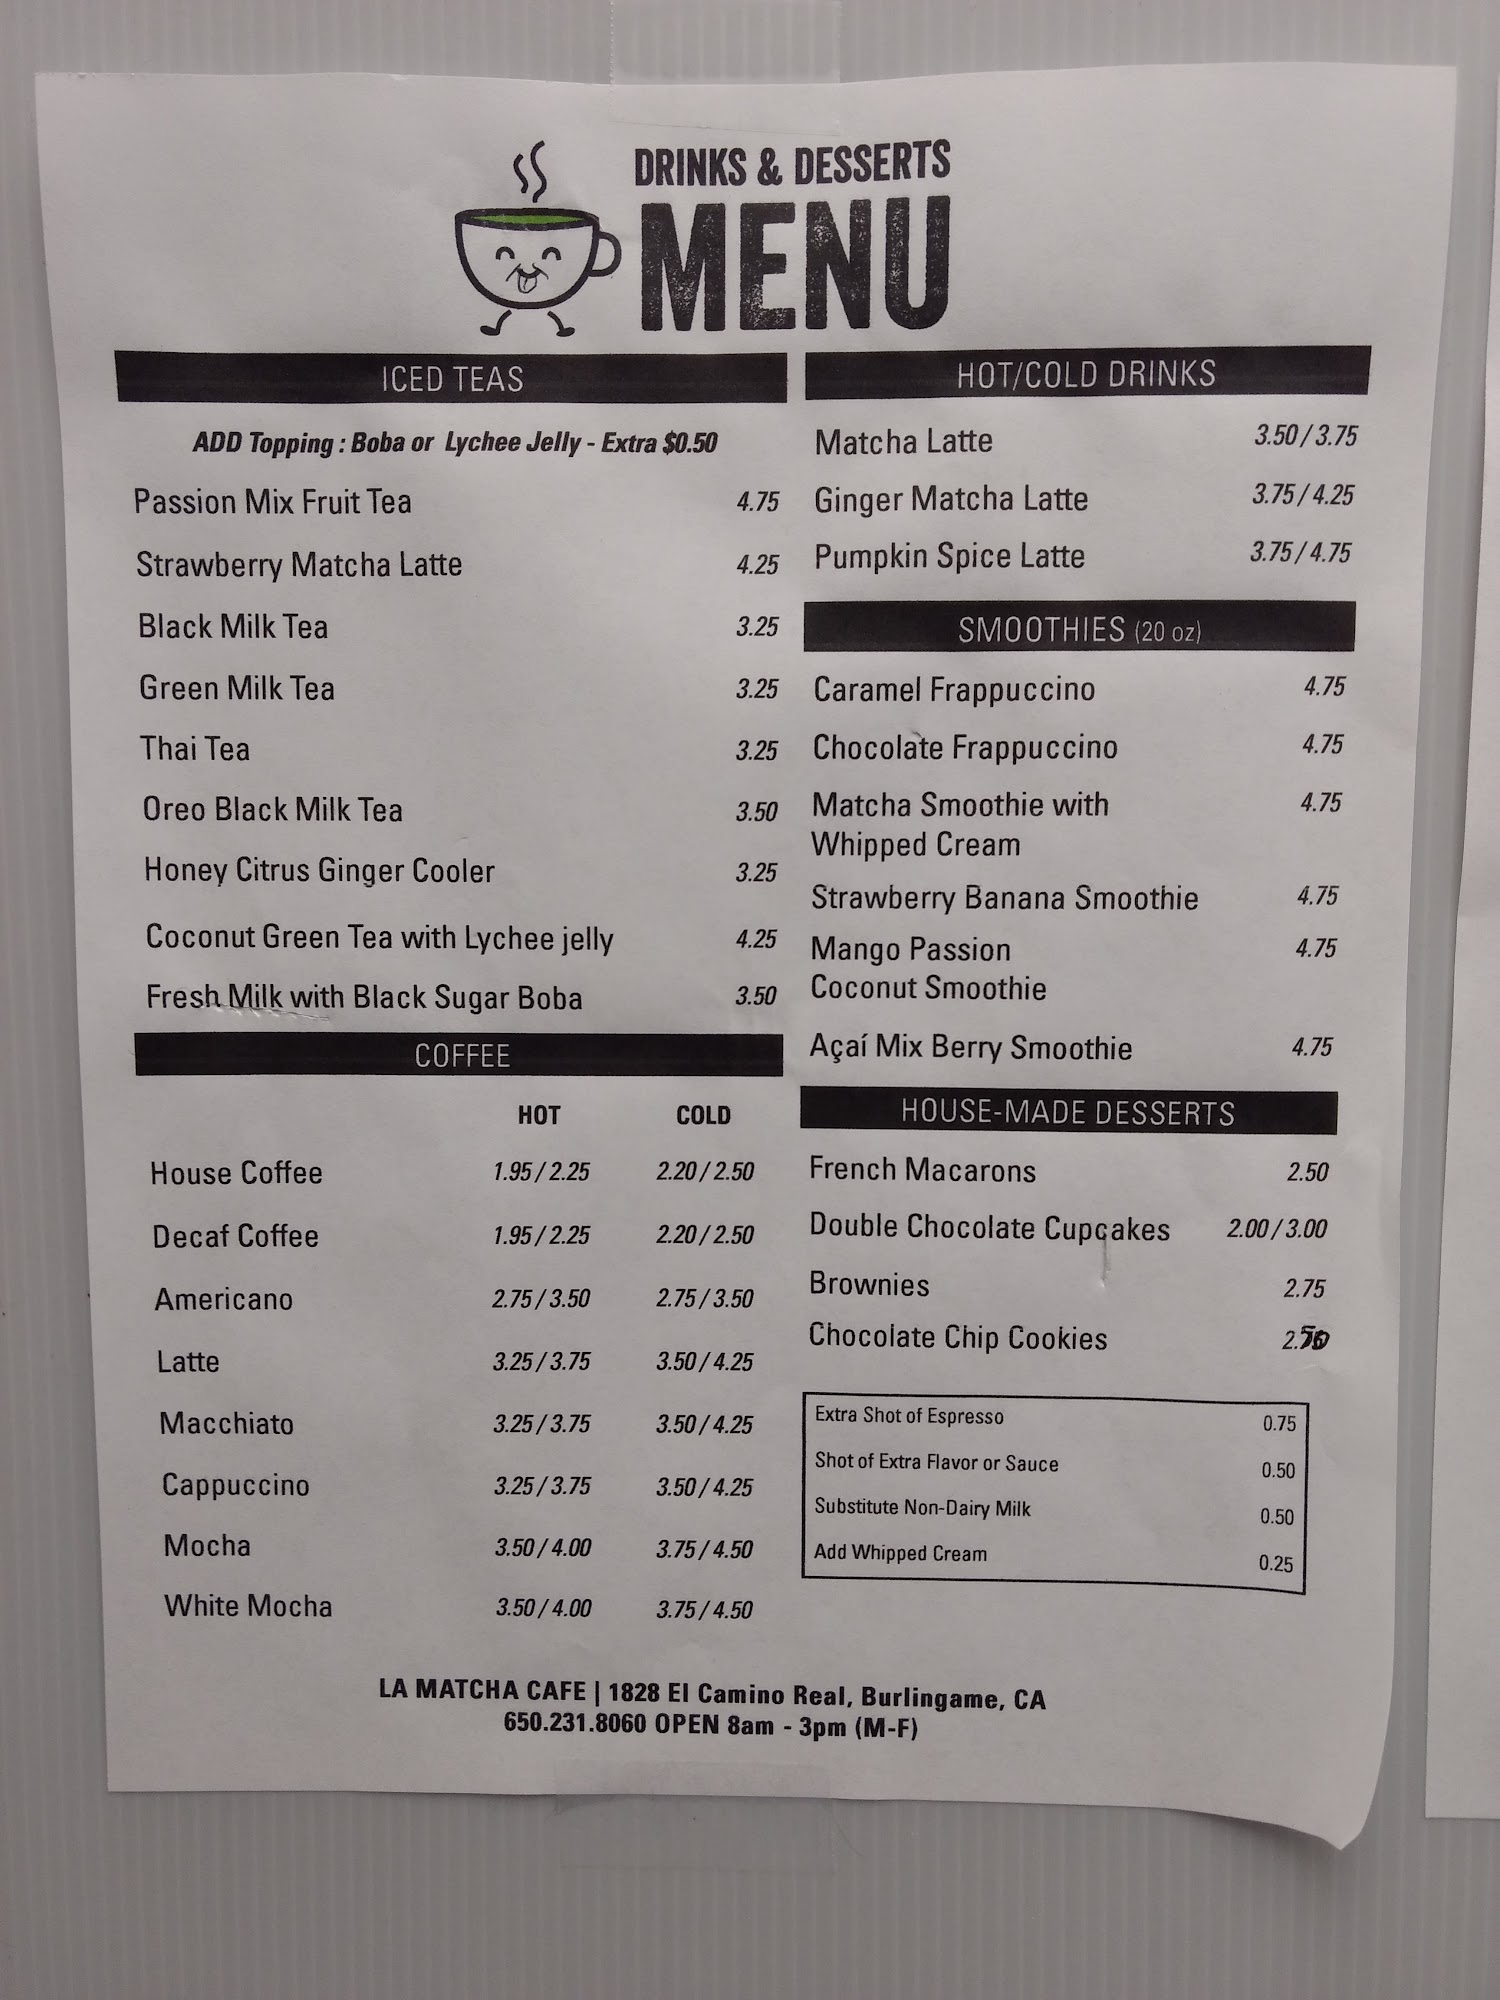 DRINKS & DESSERTS
MENU
ICED TEAS
ADD Topping : Boba or Lychee Jelly - Extra $0.50
Passion Mix Fruit Tea 4.75
Strawberry Matcha Latte 4.25
Black Milk Tea 3.25
Green Milk Tea 3.25
Thai Tea 3.25
Oreo Black Milk Tea 3.50
Honey Citrus Ginger Cooler 3.25
Coconut Green Tea with Lychee jelly 4.25
Fresh Milk with Black Sugar Boba 3.50
COFFEE
HOT COLD
House Coffee 1.95 / 2.25 2.20 / 2.50
Decaf Coffee 1.95 / 2.25 2.20 / 2.50
Americano 2.75 / 3.50 2.75 / 3.50
Latte 3.25 / 3.75 3.50 / 4.25
Macchiato 3.25 / 3.75 3.50 / 4.25
Cappuccino 3.25 / 3.75 3.50 / 4.25
Mocha 3.50 / 4.00 3.75 / 4.50
White Mocha 3.50 / 4.00 3.75 / 4.50
HOT/COLD DRINKS
Matcha Latte 3.50 / 3.75
Ginger Matcha Latte 3.75 / 4.25
Pumpkin Spice Latte 3.75 / 4.75
SMOOTHIES (20 oz)
Caramel Frappuccino 4.75
Chocolate Frappuccino 4.75
Matcha Smoothie with 4.75
Whipped Cream
Strawberry Banana Smoothie 4.75
Mango Passion 4.75
Coconut Smoothie
Açaí Mix Berry Smoothie 4.75
HOUSE-MADE DESSERTS
French Macarons 2.50
Double Chocolate Cupcakes 2.00 / 3.00
Brownies 2.75
Chocolate Chip Cookies
Extra Shot of Espresso 0.75
Shot of Extra Flavor or Sauce 0.50
Substitute Non-Dairy Milk 0.50
Add Whipped Cream 0.25
LA MATCHA CAFE | 1828 El Camino Real, Burlingame, CA
650.231.8060 OPEN 8am - 3pm (M-F)